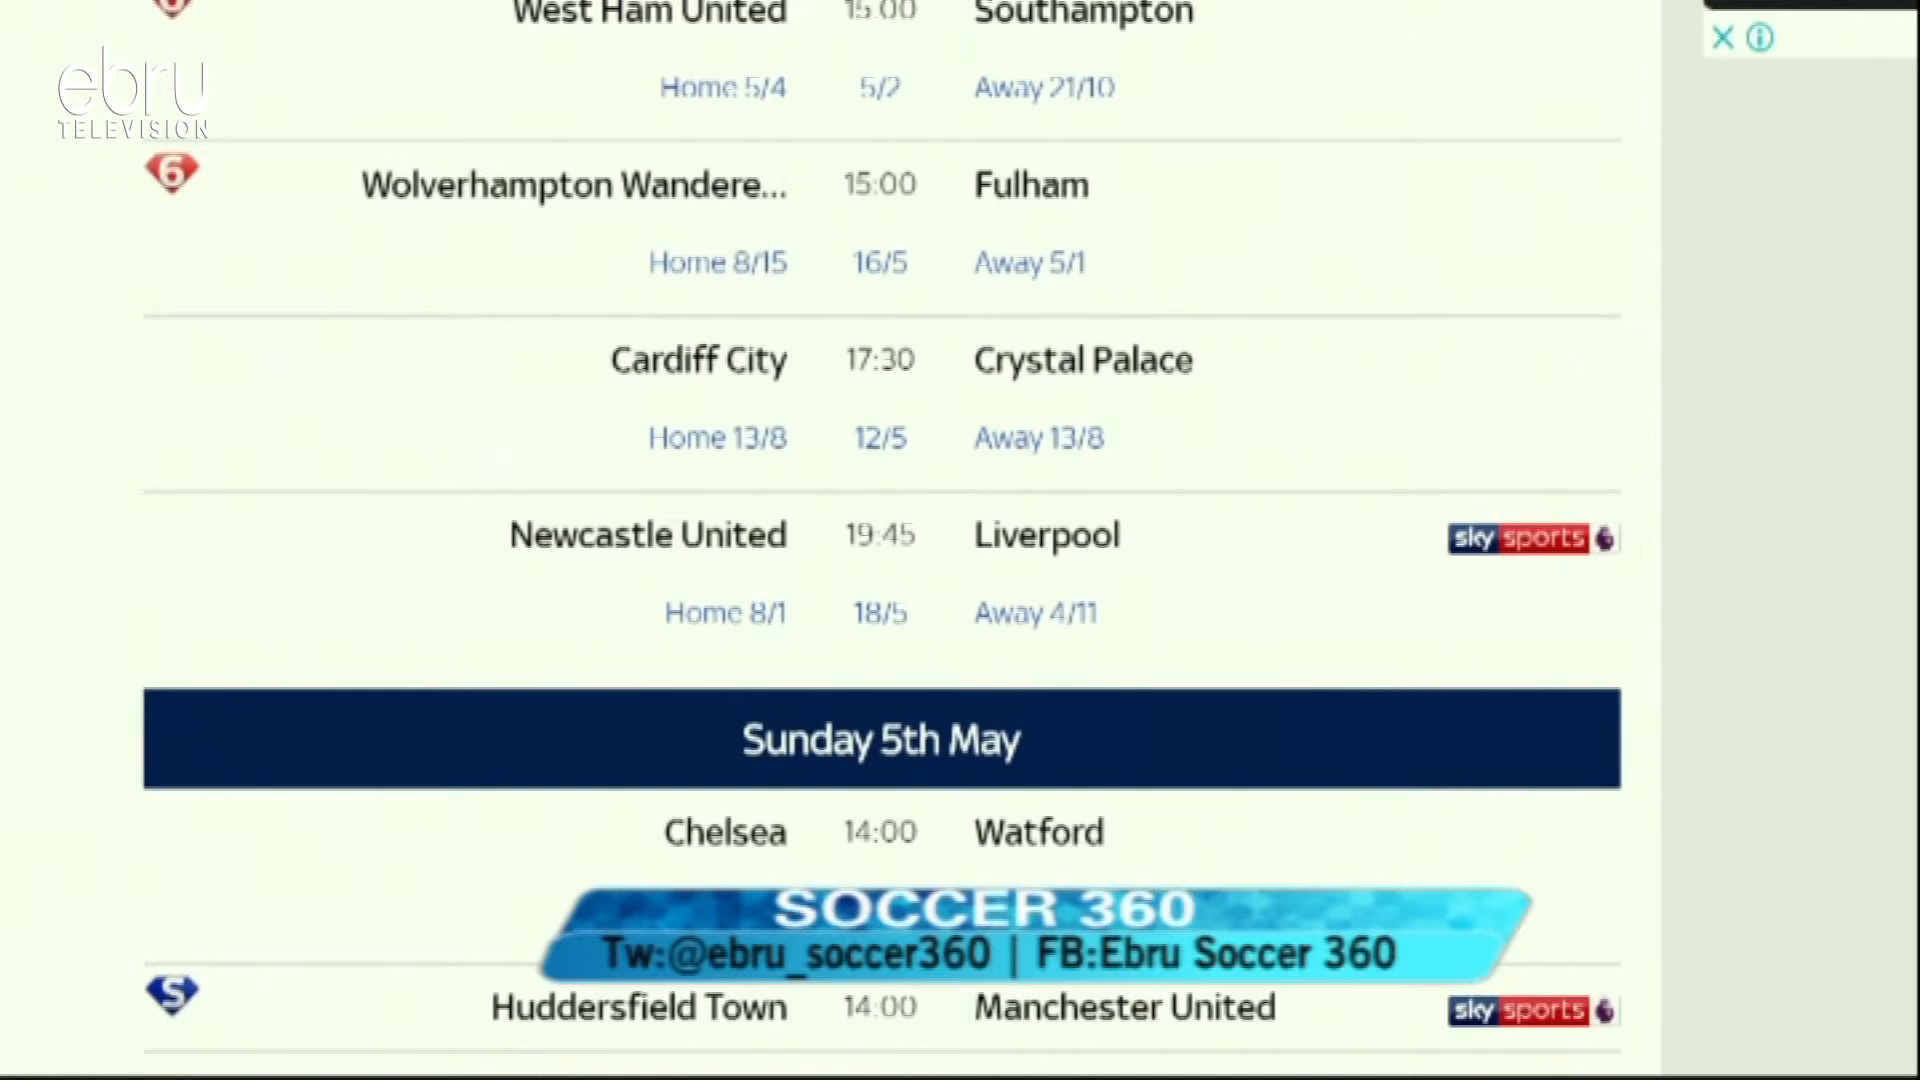 West Ham United 15:00 Southampton
ebru
TELEVISION
Home 5/4 5/2 Away 21/10
6 Wolverhampton Wandere... 15:00 Fulham
Home 8/15 16/5 Away 5/1
Cardiff City 17:30 Crystal Palace
Home 13/8 12/5 Away 13/8
Newcastle United 19:45 Liverpool sky sports
Home 8/1 18/5 Away 4/11
Sunday 5th May
Chelsea 14:00 Watford
SOCCER 360
Tw:@ebru_soccer360 | FB:Ebru Soccer 360
S Huddersfield Town 14:00 Manchester United sky sports